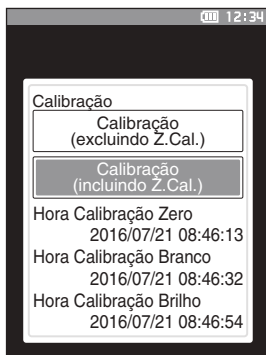 12:34
Calibração
Calibração
(excluindo Z.Cal.)
Calibração
(incluindo Z.Cal.)
Hora Calibração Zero
2016/07/21 08:46:13
Hora Calibração Branco
2016/07/21 08:46:32
Hora Calibração Brilho
2016/07/21 08:46:54